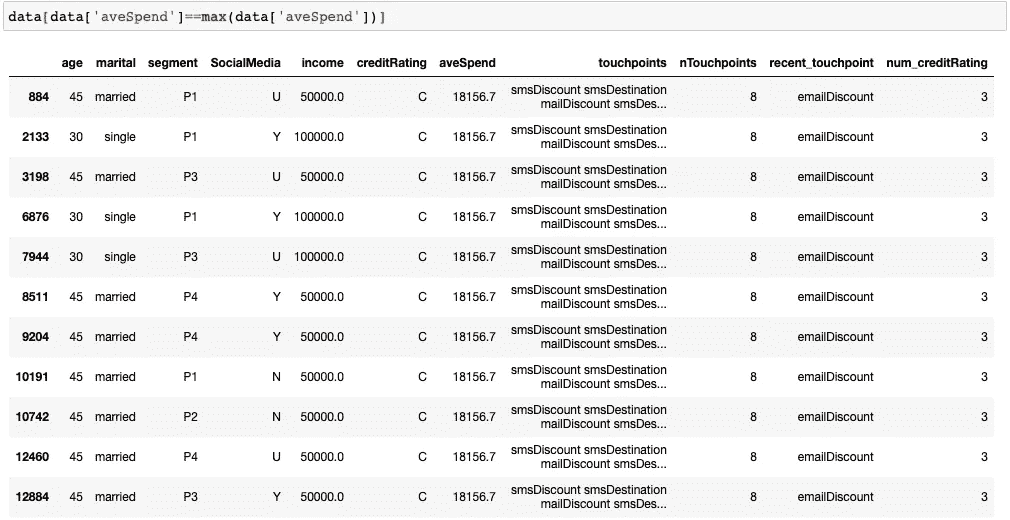 data[data['aveSpend']==max(data['aveSpend'])]
age marital segment SocialMedia income creditRating aveSpend touchpoints nTouchpoints recent_touchpoint num_creditRating
884 45 married P1 U 50000.0 C 18156.7 smsDiscount smsDestination mailDiscount smsDes... 8 emailDiscount 3
2133 30 single P1 Y 100000.0 C 18156.7 smsDiscount smsDestination mailDiscount smsDes... 8 emailDiscount 3
3198 45 married P3 U 50000.0 C 18156.7 smsDiscount smsDestination mailDiscount smsDes... 8 emailDiscount 3
6876 30 single P1 Y 100000.0 C 18156.7 smsDiscount smsDestination mailDiscount smsDes... 8 emailDiscount 3
7944 30 single P3 U 100000.0 C 18156.7 smsDiscount smsDestination mailDiscount smsDes... 8 emailDiscount 3
8511 45 married P4 Y 50000.0 C 18156.7 smsDiscount smsDestination mailDiscount smsDes... 8 emailDiscount 3
9204 45 married P4 Y 50000.0 C 18156.7 smsDiscount smsDestination mailDiscount smsDes... 8 emailDiscount 3
10191 45 married P1 N 50000.0 C 18156.7 smsDiscount smsDestination mailDiscount smsDes... 8 emailDiscount 3
10742 45 married P2 N 50000.0 C 18156.7 smsDiscount smsDestination mailDiscount smsDes... 8 emailDiscount 3
12460 45 married P4 U 50000.0 C 18156.7 smsDiscount smsDestination mailDiscount smsDes... 8 emailDiscount 3
12884 45 married P3 Y 50000.0 C 18156.7 smsDiscount smsDestination mailDiscount smsDes... 8 emailDiscount 3